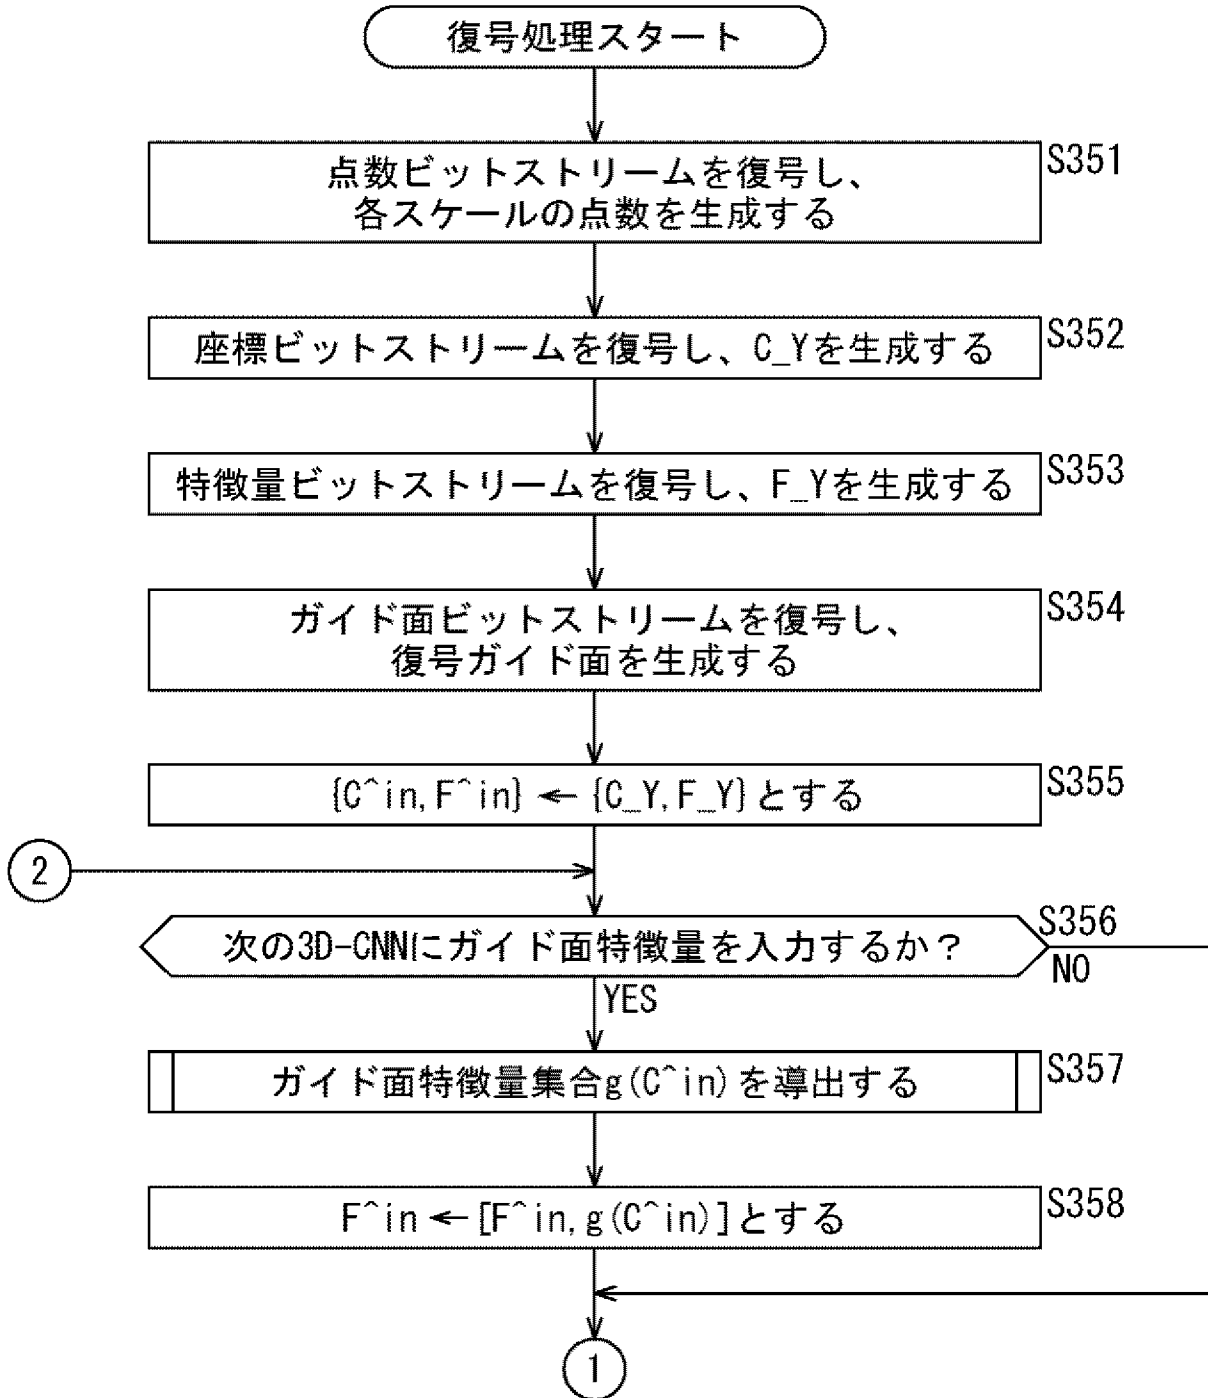 復号処理スタート
点数ビットストリームを復号し、
各スケールの点数を生成する
S351
座標ビットストリームを復号し、C_Yを生成する
S352
特徴量ビットストリームを復号し、F_Yを生成する
S353
ガイド面ビットストリームを復号し、
復号ガイド面を生成する
S354
{C^in,F^in} ← {C_Y,F_Y}とする
S355
2
次の3D-CNNにガイド面特徴量を入力するか？
S356
NO
YES
ガイド面特徴量集合g(C^in)を導出する
S357
F^in ← [F^in,g(C^in)]とする
S358
1